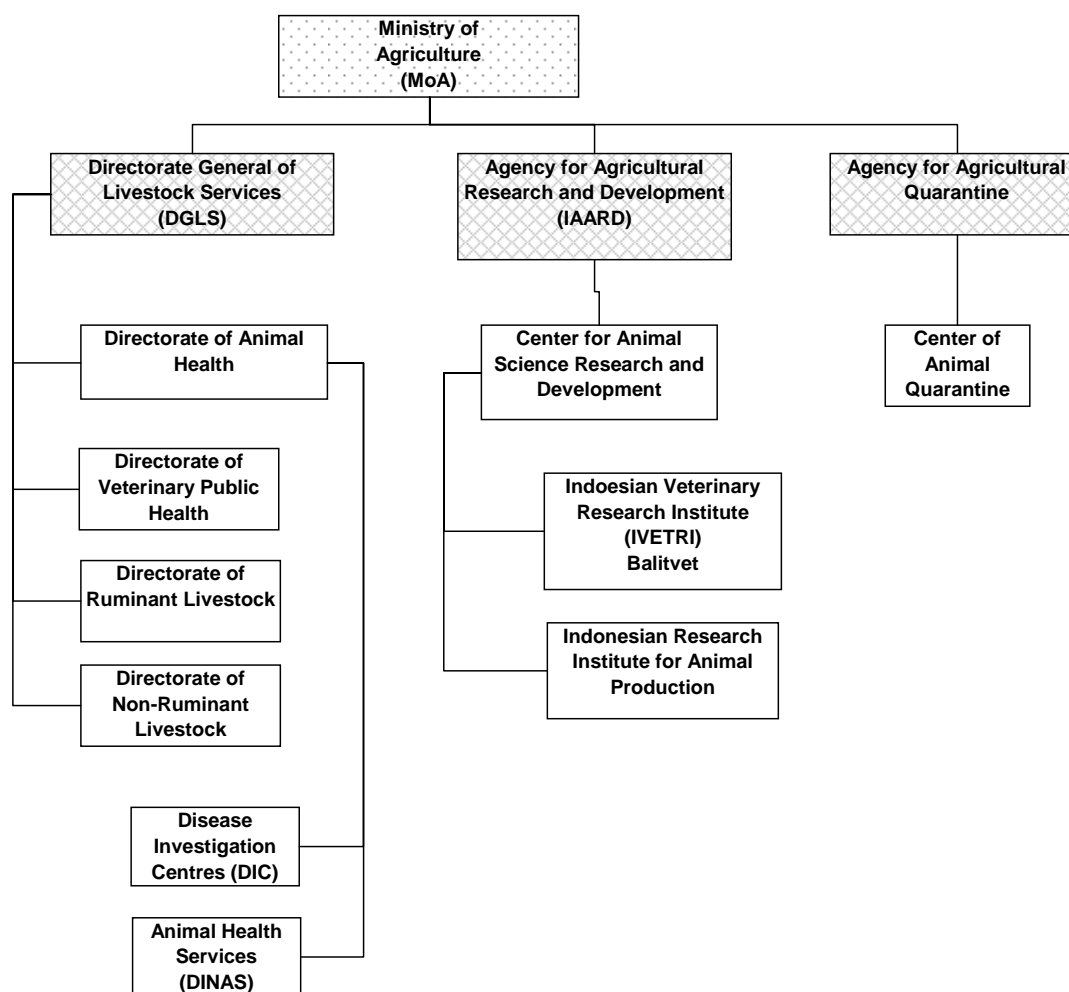 Ministry of
Agriculture
(MoA)
Directorate General of
Livestock Services
(DGLS)
Agency for Agricultural
Research and Development
(IAARD)
Agency for Agricultural
Quarantine
Directorate of Animal
Health
Center for Animal
Science Research and
Development
Center of
Animal
Quarantine
Directorate of
Veterinary Public
Health
Indoesian Veterinary
Research Institute
(IVETRI)
Balitvet
Directorate of
Ruminant Livestock
Indonesian Research
Institute for Animal
Production
Directorate of
Non-Ruminant
Livestock
Disease
Investigation
Centres (DIC)
Animal Health
Services
(DINAS)